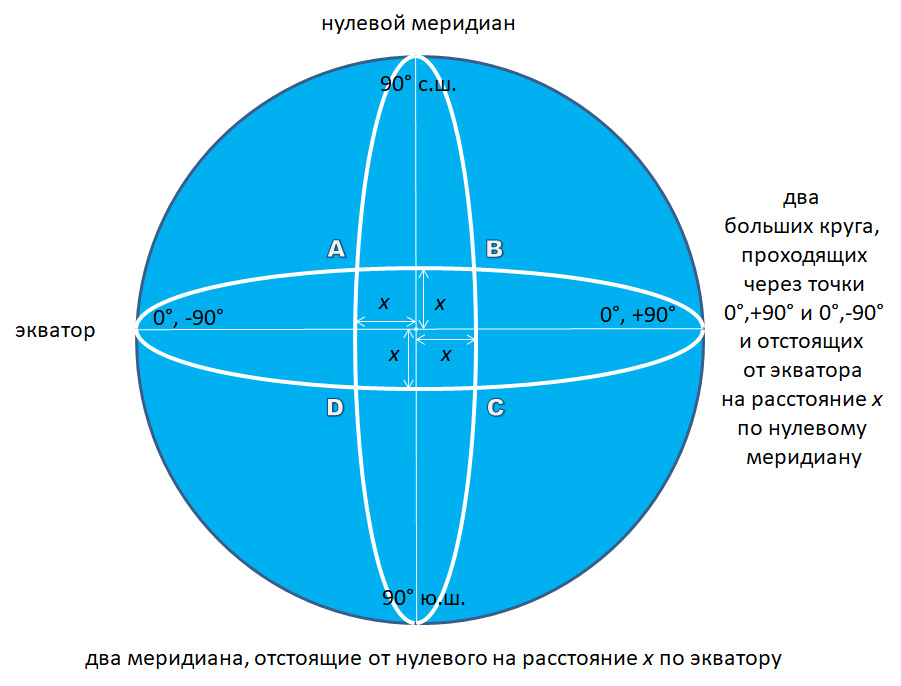 нулевой меридиан
90° с.ш.
A
B
x
x
0°, -90°
0°, +90°
экватор
x
x
D
C
90° ю.ш.
два
больших круга,
проходящих
через точки
0°,+90° и 0°,-90°
и отстоящих
от экватора
на расстояние x
по нулевому
меридиану
два меридиана, отстоящие от нулевого на расстояние x по экватору